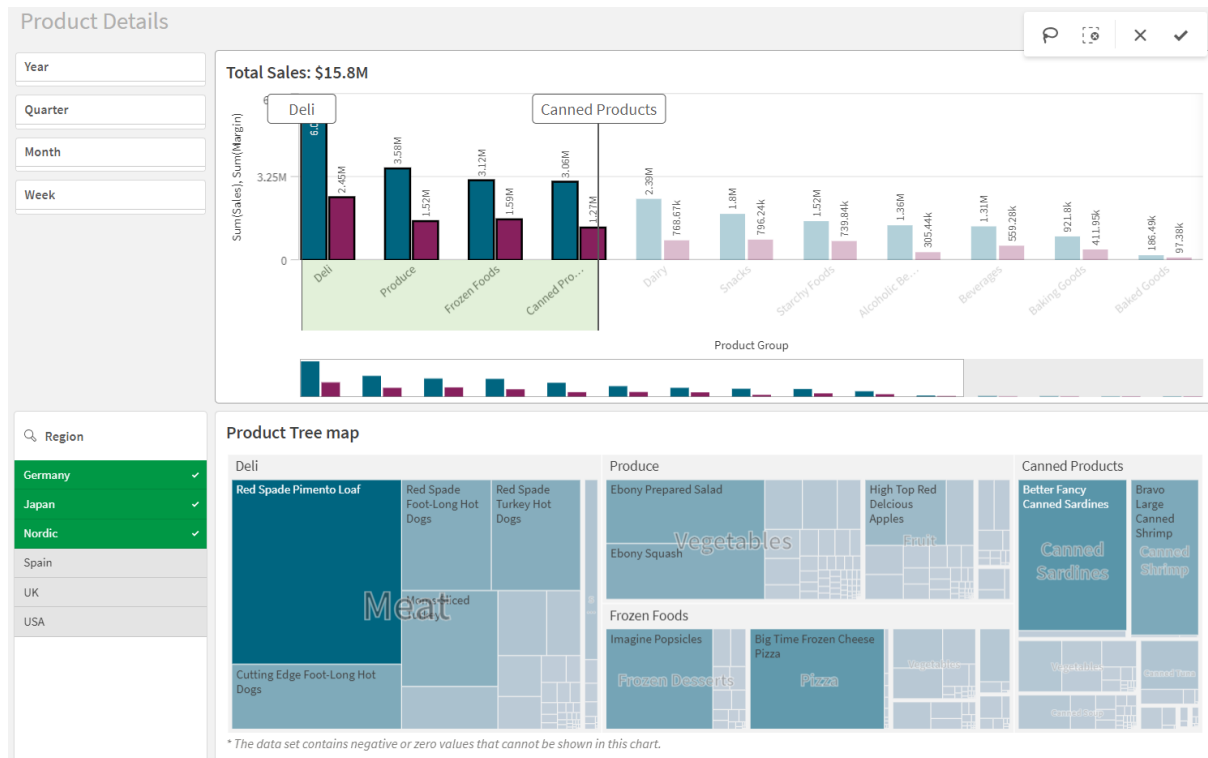 Product Details
Year
Quarter
Month
Week
Total Sales: $15.8M
Deli
Canned Products
Sum(Sales), Sum(Margin)
3.25M
0
2.45M
3.58M
1.52M
3.12M
1.59M
3.06M
1.27M
2.39M
768.67k
1.8M
796.24k
1.52M
739.84k
1.36M
305.44k
1.31M
559.28k
921.8k
411.95k
186.49k
97.38k
Deli
Produce
Frozen Foods
Canned Pro...
Dairy
Snacks
Starchy Foods
Alcoholic Be...
Beverages
Baking Goods
Baked Goods
Product Group
Region
Germany
Japan
Nordic
Spain
UK
USA
Product Tree map
Deli
Red Spade Pimento Loaf
Red Spade
Foot-Long Hot
Dogs
Red Spade
Turkey Hot
Dogs
Meat
Cutting Edge Foot-Long Hot
Dogs
Produce
Ebony Prepared Salad
Vegetables
Ebony Squash
High Top Red
Delcious
Apples
Fruit
Frozen Foods
Imagine Popsicles
Frozen Desserts
Big Time Frozen Cheese
Pizza
Pizza
Vegetables
Canned Products
Better Fancy
Canned Sardines
Canned
Sardines
Bravo
Large
Canned
Shrimp
Canned
Shrimp
Vegetables
Canned Tuna
* The data set contains negative or zero values that cannot be shown in this chart.